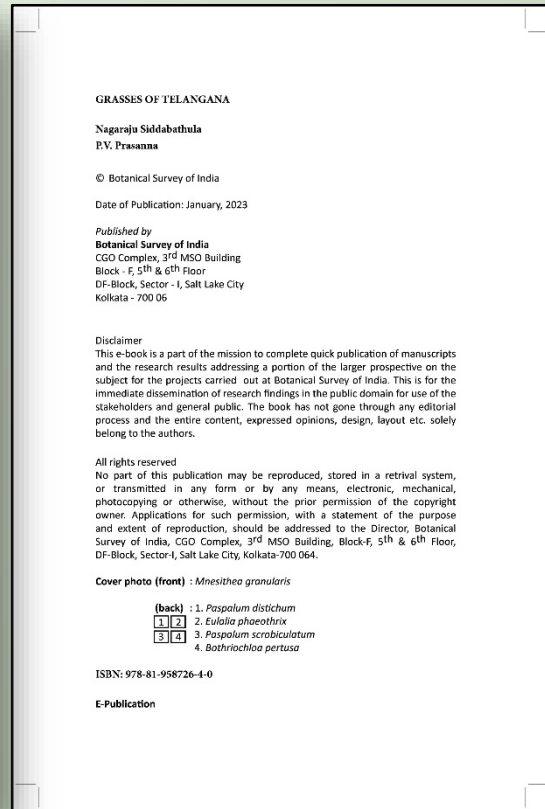 GRASSES OF TELANGANA
Nagaraju Siddabathula
P.V. Prasanna
© Botanical Survey of India
Date of Publication: January, 2023
Published by
Botanical Survey of India
CGO Complex, 3rd MSO Building
Block - F, 5th & 6th Floor
DF-Block, Sector - I, Salt Lake City
Kolkata - 700 06
Disclaimer
This e-book is a part of the mission to complete quick publication of manuscripts
and the research results addressing a portion of the larger prospective on the
subject for the projects carried out at Botanical Survey of India. This is for the
immediate dissemination of research findings in the public domain for use of the
stakeholders and general public. The book has not gone through any editorial
process and the entire content, expressed opinions, design, layout etc. solely
belong to the authors.
All rights reserved
No part of this publication may be reproduced, stored in a retrival system,
or transmitted in any form or by any means, electronic, mechanical,
photocopying or otherwise, without the prior permission of the copyright
owner. Applications for such permission, with a statement of the purpose
and extent of reproduction, should be addressed to the Director, Botanical
Survey of India, CGO Complex, 3rd MSO Building, Block-F, 5th & 6th Floor,
DF-Block, Sector-I, Salt Lake City, Kolkata-700 064.
Cover photo (front) : Mnesithea granularis
(back) : 1. Paspalum distichum
1 2 2. Eulalia phaeothrix
3 4 3. Paspalum scrobiculatum
4. Bothriochloa pertusa
ISBN: 978-81-958726-4-0
E-Publication